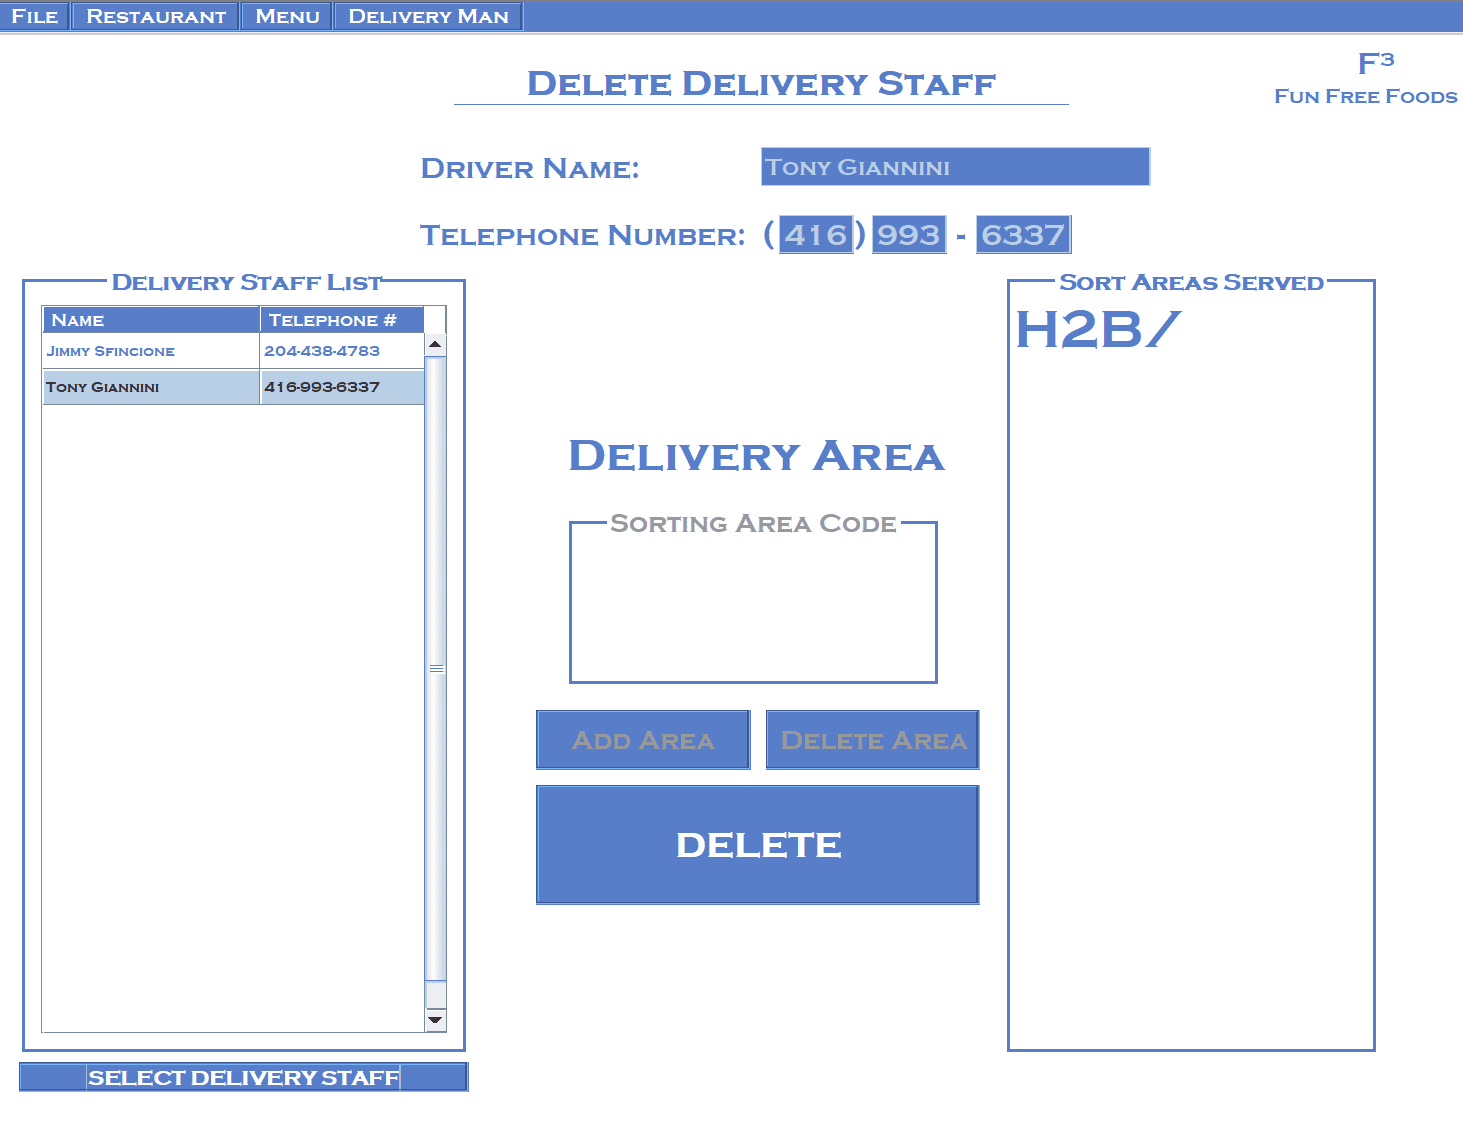 File Restaurant Menu Delivery Man
F³
Fun Free Foods
Delete Delivery Staff
Driver Name: Tony Giannini
Telephone Number: (416) 993 - 6337
Delivery Staff List
Name Telephone #
Jimmy Sfincione 204-438-4783
Tony Giannini 416-993-6337
SELECT DELIVERY STAFF
Delivery Area
Sorting Area Code
Add Area Delete Area
DELETE
Sort Areas Served
H2B/